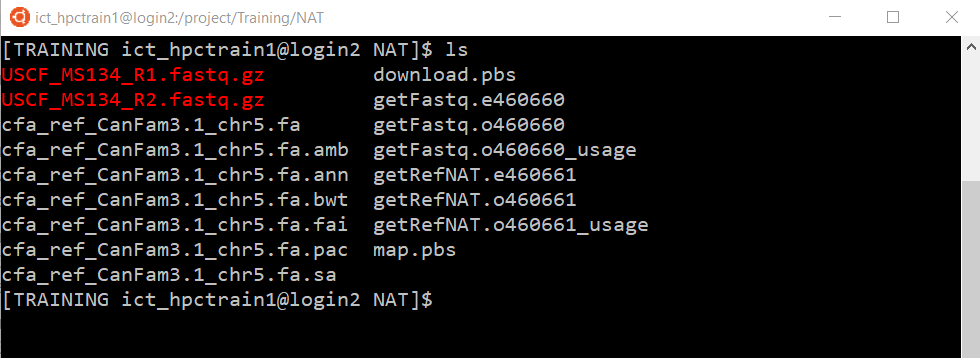 ict_hpctrain1@login2:/project/Training/NAT
[TRAINING ict_hpctrain1@login2 NAT]$ ls
USCF_MS134_R1.fastq.gz         download.pbs
USCF_MS134_R2.fastq.gz         getFastq.e460660
cfa_ref_CanFam3.1_chr5.fa      getFastq.o460660
cfa_ref_CanFam3.1_chr5.fa.amb  getFastq.o460660_usage
cfa_ref_CanFam3.1_chr5.fa.ann  getRefNAT.e460661
cfa_ref_CanFam3.1_chr5.fa.bwt  getRefNAT.o460661
cfa_ref_CanFam3.1_chr5.fa.fai  getRefNAT.o460661_usage
cfa_ref_CanFam3.1_chr5.fa.pac  map.pbs
cfa_ref_CanFam3.1_chr5.fa.sa
[TRAINING ict_hpctrain1@login2 NAT]$